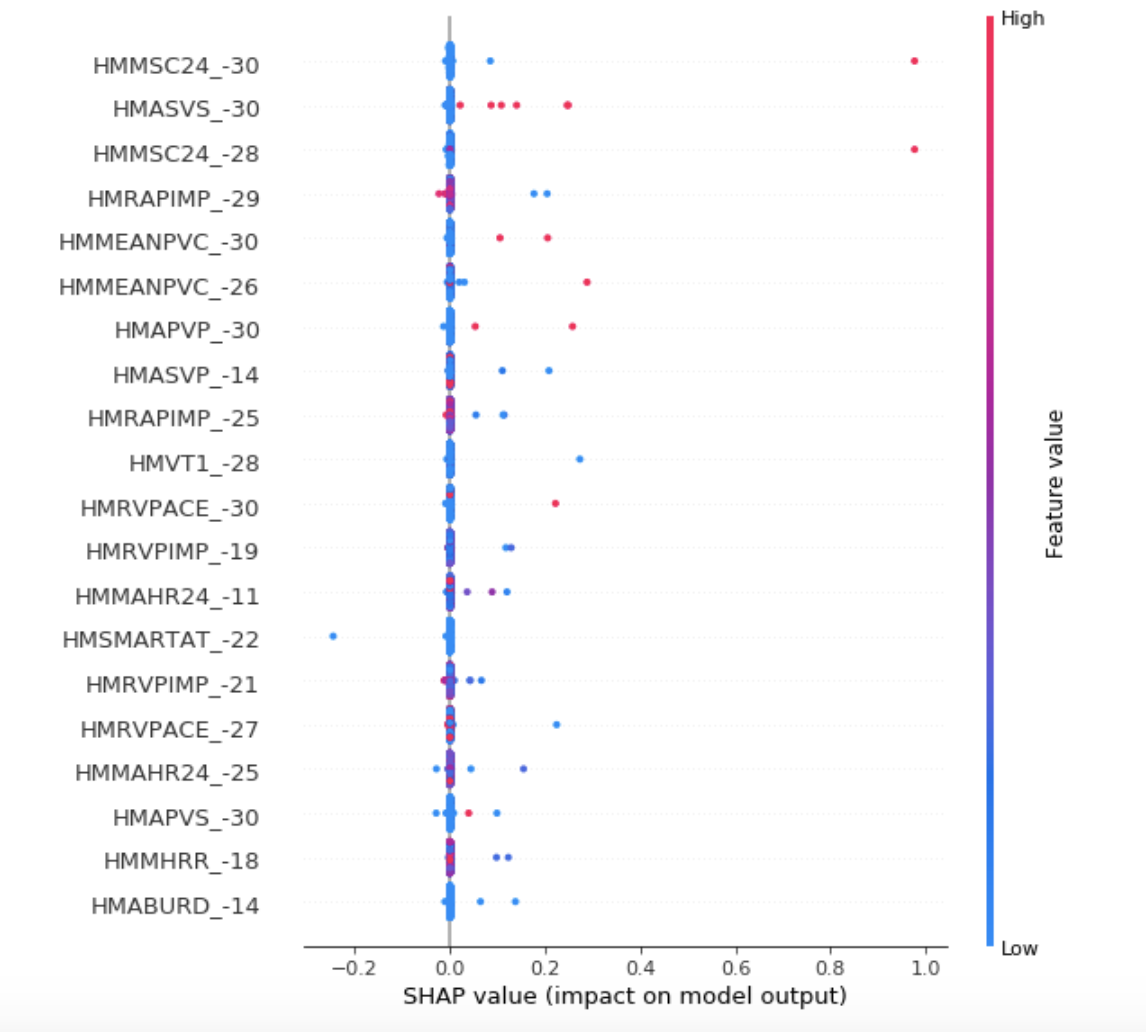 High
HMMSC24_-30
HMASVS_-30
HMMSC24_-28
HMRAPIMP_-29
HMMEANPVC_-30
HMMEANPVC_-26
HMAPVP_-30
HMASVP_-14
HMRAPIMP_-25
HMVT1_-28
HMRVPACE_-30
HMRVPIMP_-19
HMMAHR24_-11
HMSMARTAT_-22
HMRVPIMP_-21
HMRVPACE_-27
HMMAHR24_-25
HMAPVS_-30
HMMHRR_-18
HMABURD_-14
Feature value
Low
−0.2 0.0 0.2 0.4 0.6 0.8 1.0
SHAP value (impact on model output)